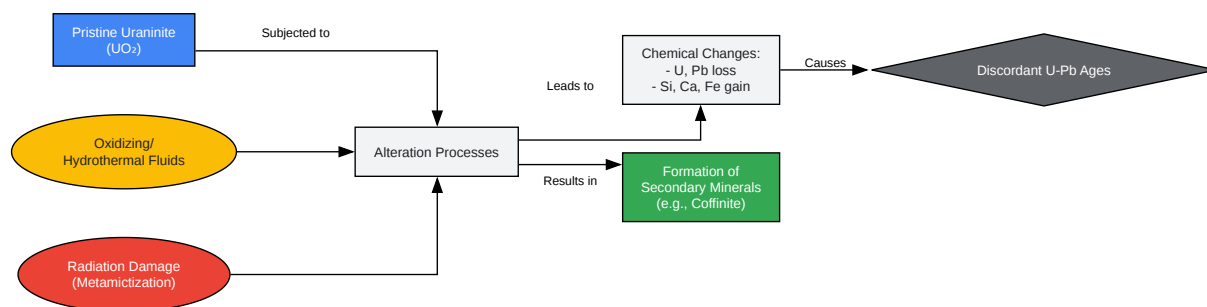 Pristine Uraninite
(UO₂)
Subjected to
Oxidizing/
Hydrothermal Fluids
Radiation Damage
(Metamictization)
Alteration Processes
Leads to
Results in
Chemical Changes:
- U, Pb loss
- Si, Ca, Fe gain
Formation of
Secondary Minerals
(e.g., Coffinite)
Causes
Discordant U-Pb Ages